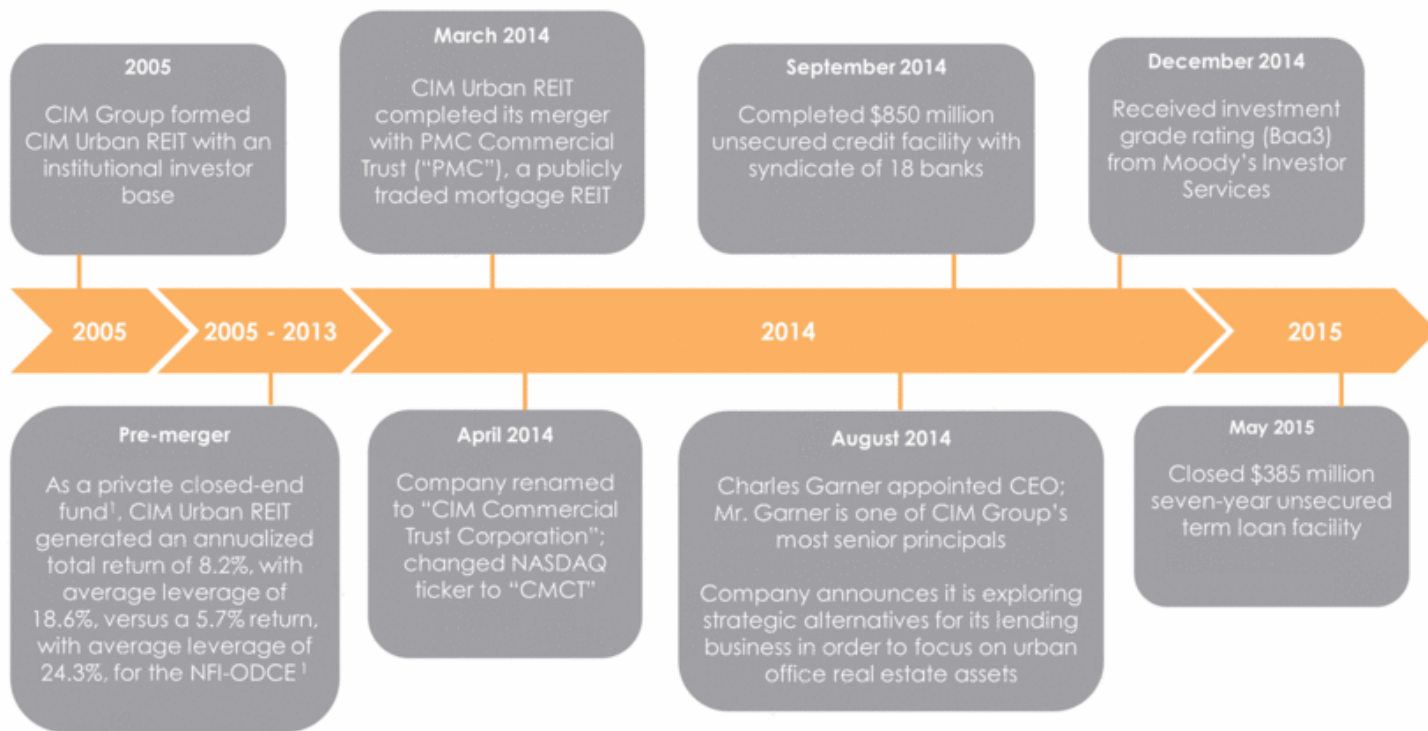 2005
CIM Group formed
CIM Urban REIT with an
institutional investor
base
March 2014
CIM Urban REIT
completed its merger
with PMC Commercial
Trust (“PMC”), a publicly
traded mortgage REIT
September 2014
Completed $850 million
unsecured credit facility with
syndicate of 18 banks
December 2014
Received investment
grade rating (Baa3)
from Moody’s Investor
Services
2005
2005 - 2013
2014
2015
Pre-merger
As a private closed-end
fund¹, CIM Urban REIT
generated an annualized
total return of 8.2%, with
average leverage of
18.6%, versus a 5.7% return,
with average leverage of
24.3%, for the NFI-ODCE ¹
April 2014
Company renamed
to “CIM Commercial
Trust Corporation”;
changed NASDAQ
ticker to “CMCT”
August 2014
Charles Garner appointed CEO;
Mr. Garner is one of CIM Group’s
most senior principals
Company announces it is exploring
strategic alternatives for its lending
business in order to focus on urban
office real estate assets
May 2015
Closed $385 million
seven-year unsecured
term loan facility